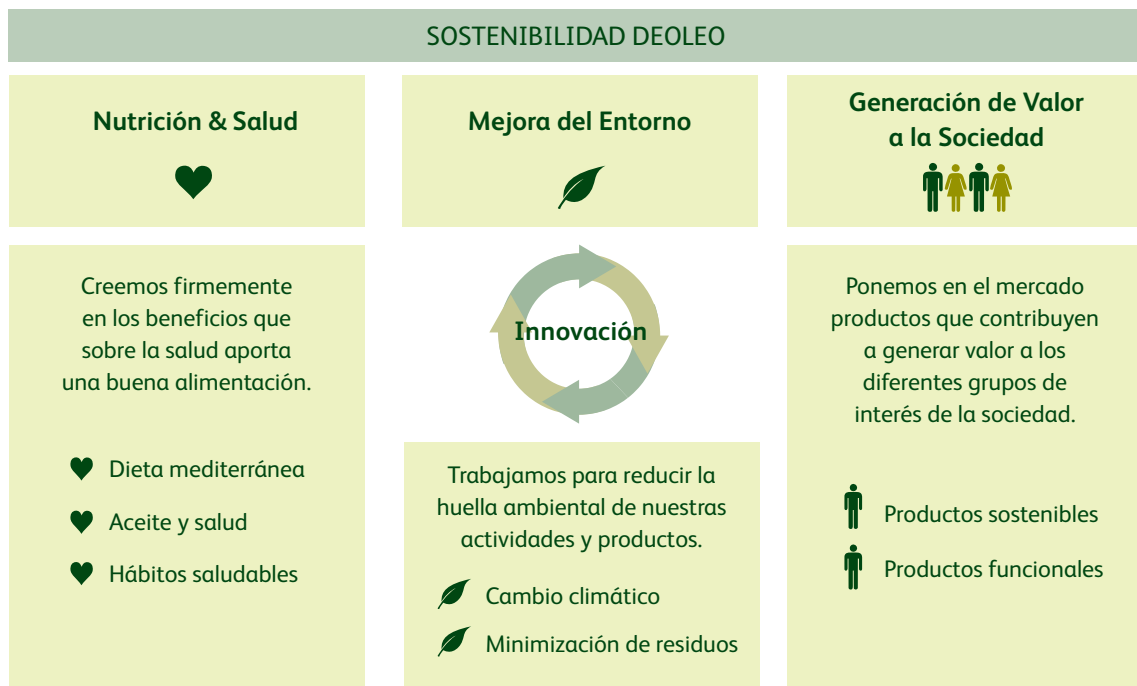 SOSTENIBILIDAD DEOLEO
Nutrición & Salud
Creemos firmemente
en los beneficios que
sobre la salud aporta
una buena alimentación.
Dieta mediterránea
Aceite y salud
Hábitos saludables
Mejora del Entorno
Innovación
Trabajamos para reducir la
huella ambiental de nuestras
actividades y productos.
Cambio climático
Minimización de residuos
Generación de Valor
a la Sociedad
Ponemos en el mercado
productos que contribuyen
a generar valor a los
diferentes grupos de
interés de la sociedad.
Productos sostenibles
Productos funcionales